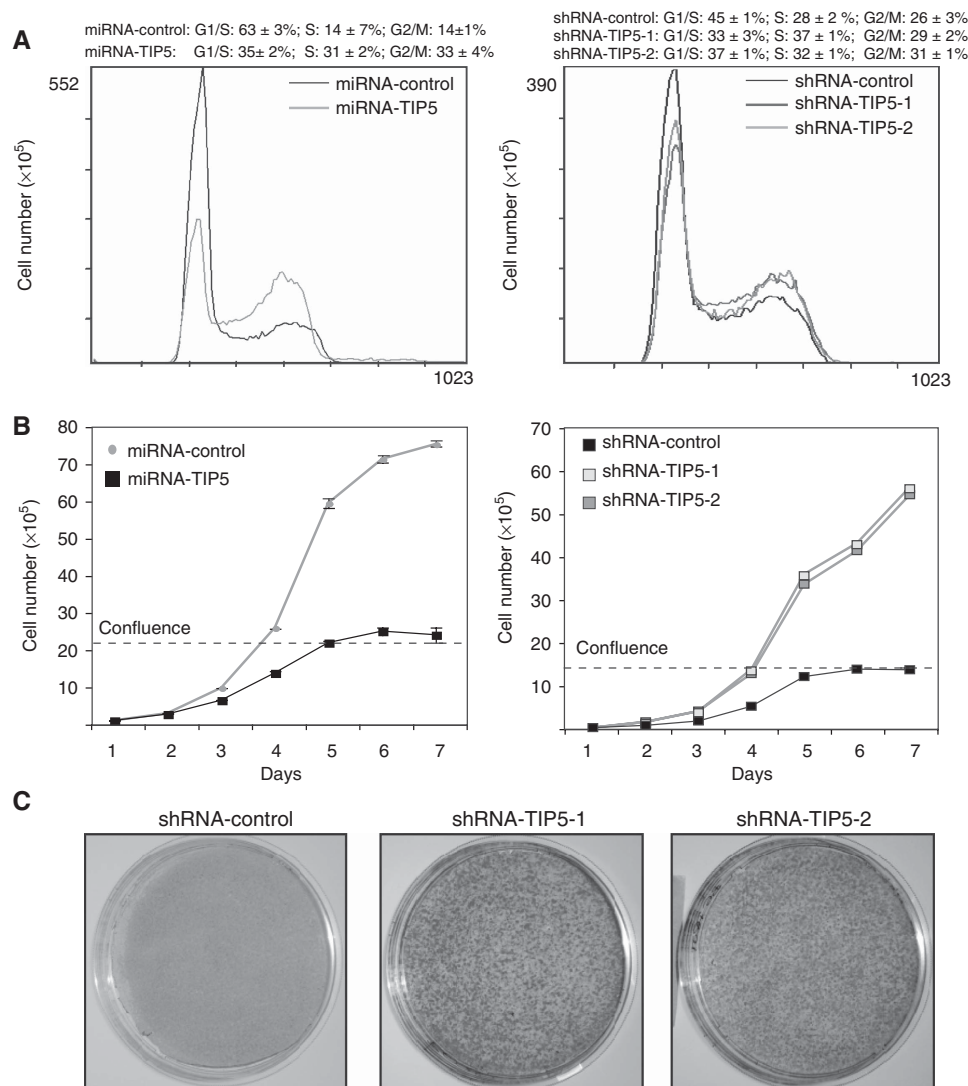 A
miRNA-control: G1/S: 63 ± 3%; S: 14 ± 7%; G2/M: 14±1%
miRNA-TIP5: G1/S: 35± 2%; S: 31 ± 2%; G2/M: 33 ± 4%
552
miRNA-control
miRNA-TIP5
Cell number (×10⁵)
1023
shRNA-control: G1/S: 45 ± 1%; S: 28 ± 2 %; G2/M: 26 ± 3%
shRNA-TIP5-1: G1/S: 33 ± 3%; S: 37 ± 1%; G2/M: 29 ± 2%
shRNA-TIP5-2: G1/S: 37 ± 1%; S: 32 ± 1%; G2/M: 31 ± 1%
390
shRNA-control
shRNA-TIP5-1
shRNA-TIP5-2
Cell number (×10⁵)
1023
B
80
70
60
50
40
30
20
10
Cell number (×10⁵)
miRNA-control
miRNA-TIP5
Confluence
1 2 3 4 5 6 7
Days
70
60
50
40
30
20
10
Cell number (×10⁵)
shRNA-control
shRNA-TIP5-1
shRNA-TIP5-2
Confluence
1 2 3 4 5 6 7
Days
C
shRNA-control
shRNA-TIP5-1
shRNA-TIP5-2